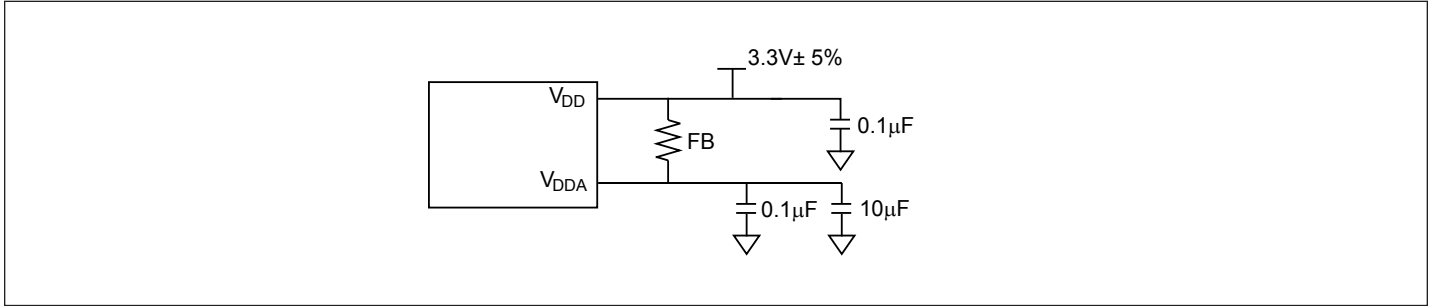 3.3V± 5%
VDD
0.1μF
FB
VDDA
0.1μF
10μF